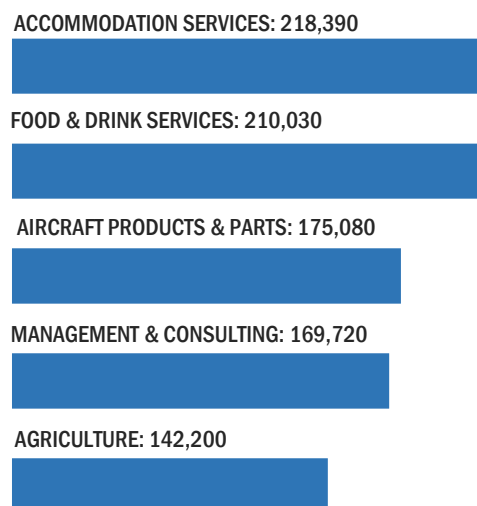 ACCOMMODATION SERVICES: 218,390
FOOD & DRINK SERVICES: 210,030
AIRCRAFT PRODUCTS & PARTS: 175,080
MANAGEMENT & CONSULTING: 169,720
AGRICULTURE: 142,200